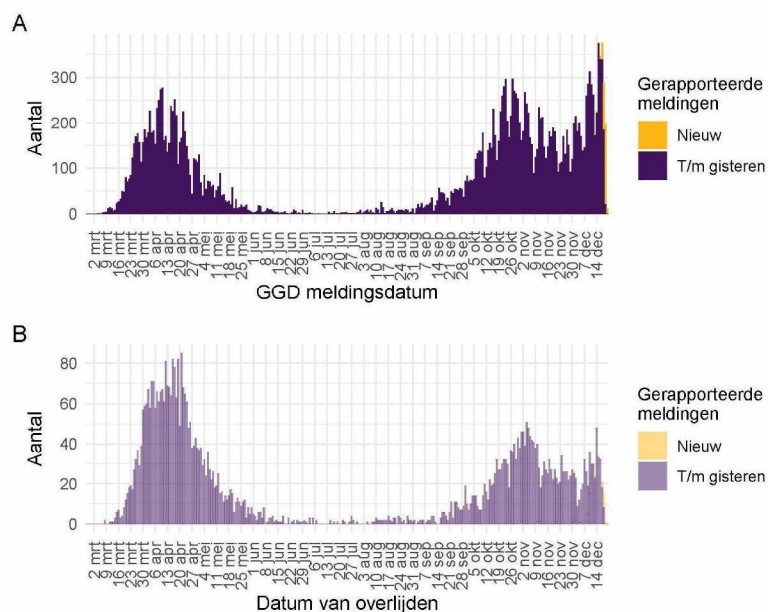 A
Aantal
300
200
100
0
2 mrt
9 mrt
16 mrt
23 mrt
30 mrt
6 apr
13 apr
20 apr
27 apr
4 mei
11 mei
18 mei
25 mei
1 jun
8 jun
15 jun
22 jun
29 jun
6 jul
13 jul
20 jul
27 jul
3 aug
10 aug
17 aug
24 aug
31 aug
7 sep
14 sep
21 sep
28 sep
5 okt
12 okt
19 okt
26 okt
2 nov
9 nov
16 nov
23 nov
30 nov
7 dec
14 dec
GGD meldingsdatum
Gerapporteerde
meldingen
Nieuw
T/m gisteren
B
Aantal
80
60
40
20
0
2 mrt
9 mrt
16 mrt
23 mrt
30 mrt
6 apr
13 apr
20 apr
27 apr
4 mei
11 mei
18 mei
25 mei
1 jun
8 jun
15 jun
22 jun
29 jun
6 jul
13 jul
20 jul
27 jul
3 aug
10 aug
17 aug
24 aug
31 aug
7 sep
14 sep
21 sep
28 sep
5 okt
12 okt
19 okt
26 okt
2 nov
9 nov
16 nov
23 nov
30 nov
7 dec
14 dec
Datum van overlijden
Gerapporteerde
meldingen
Nieuw
T/m gisteren